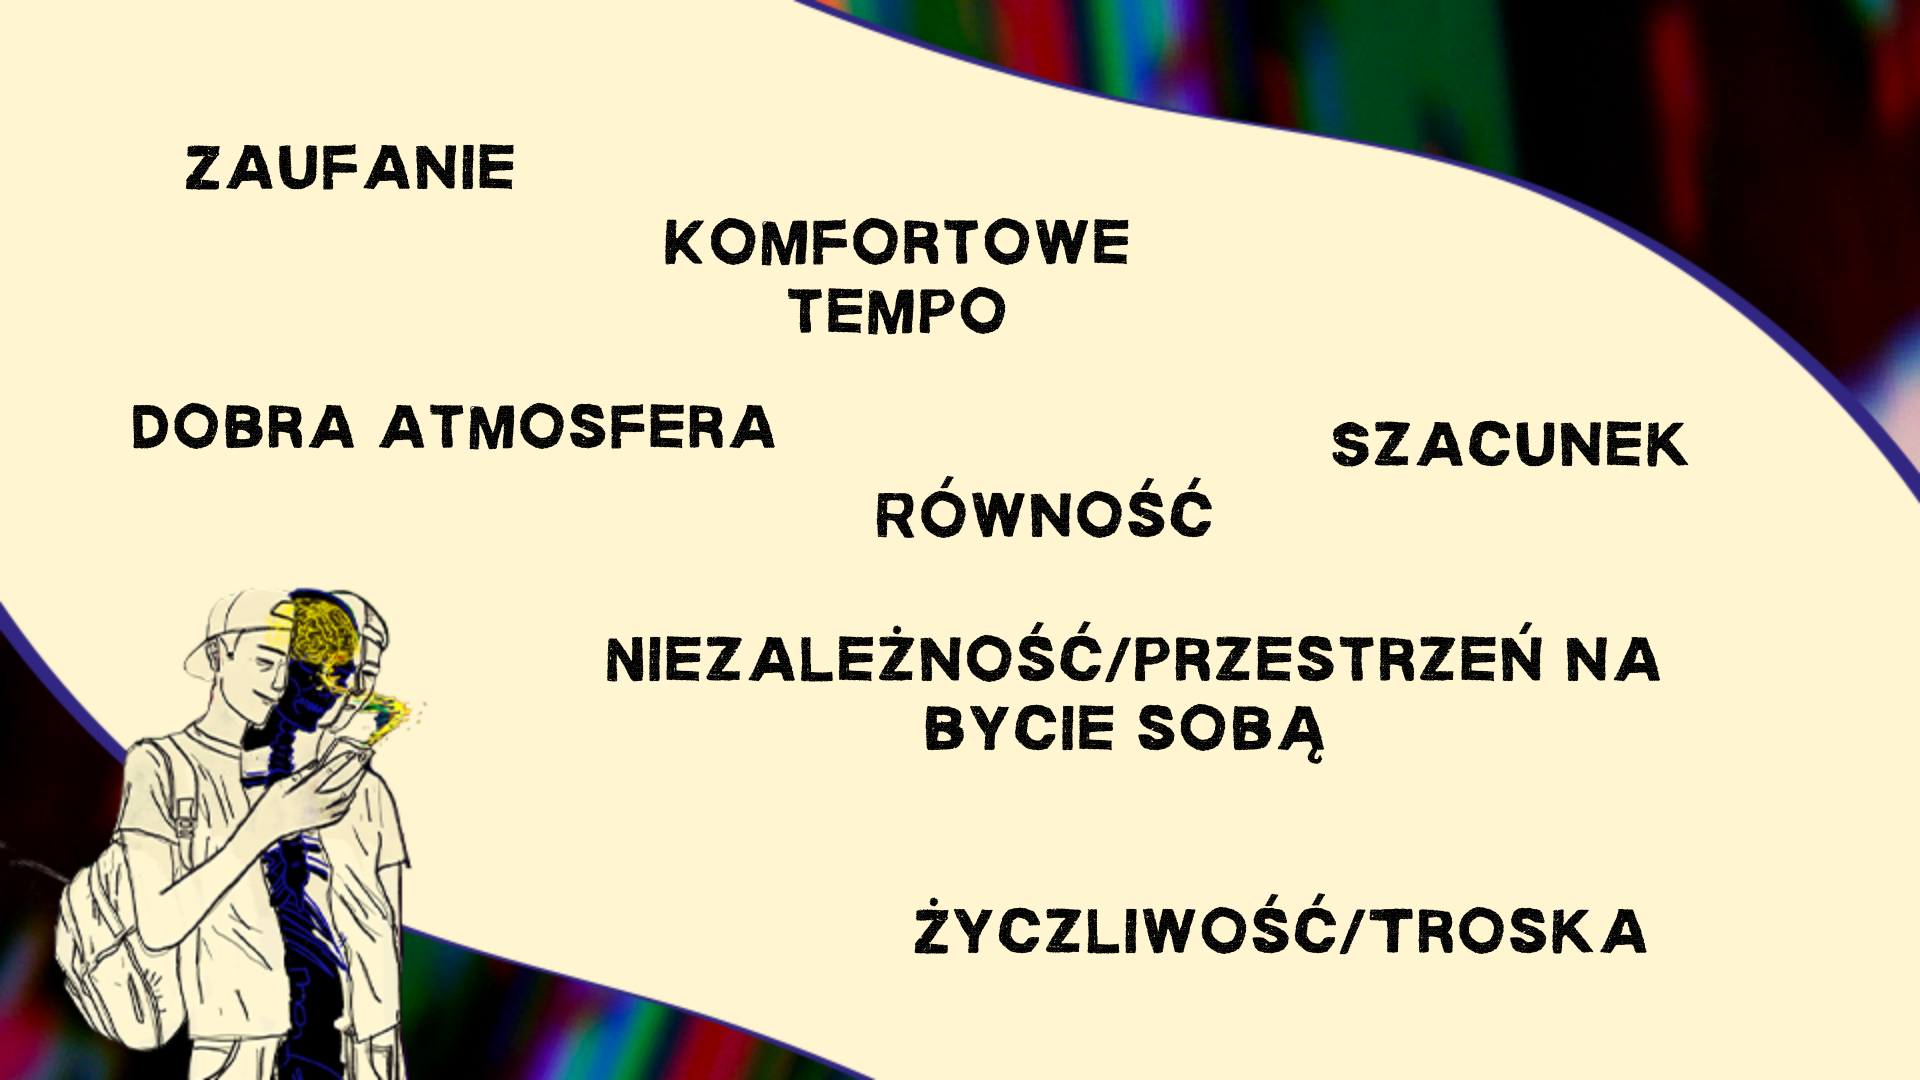 ZAUFANIE
KOMFORTOWE
TEMPO
DOBRA ATMOSFERA
SZACUNEK
RÓWNOŚĆ
NIEZALEŻNOŚĆ/PRZESTRZEŃ NA
BYCIE SOBĄ
ŻYCZLIWOŚĆ/TROSKA